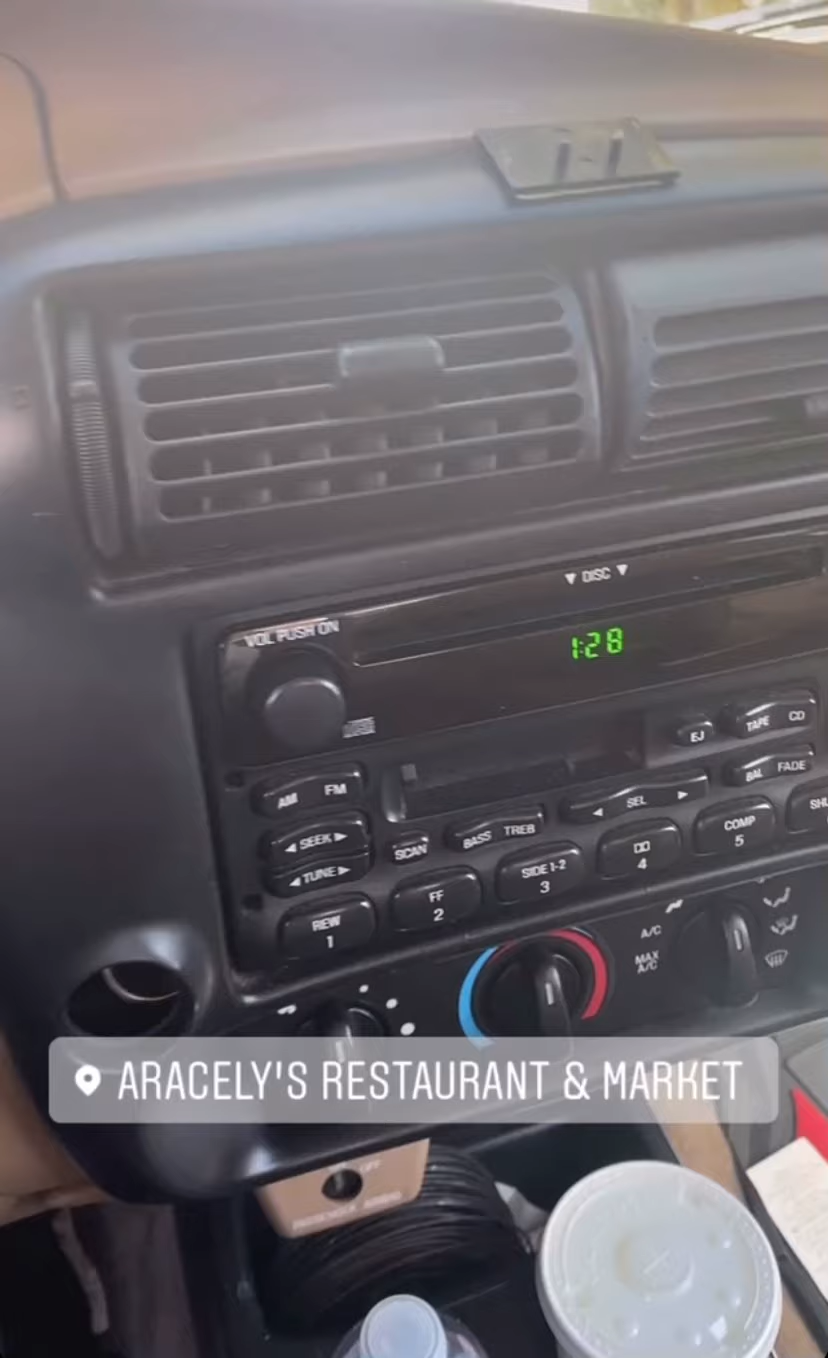 ▼ DISC ▼
VOL PUSH ON
1:28
EJ
TAPE CD
AM FM
BAL FADE
◀ SEEK ▶
SCAN
BASS TREB
◀ SEL ▶
◀ TUNE ▶
REW
1
FF
2
SIDE 1-2
3
4
COMP
5
A/C
MAX
A/C
ARACELY'S RESTAURANT & MARKET
OFF